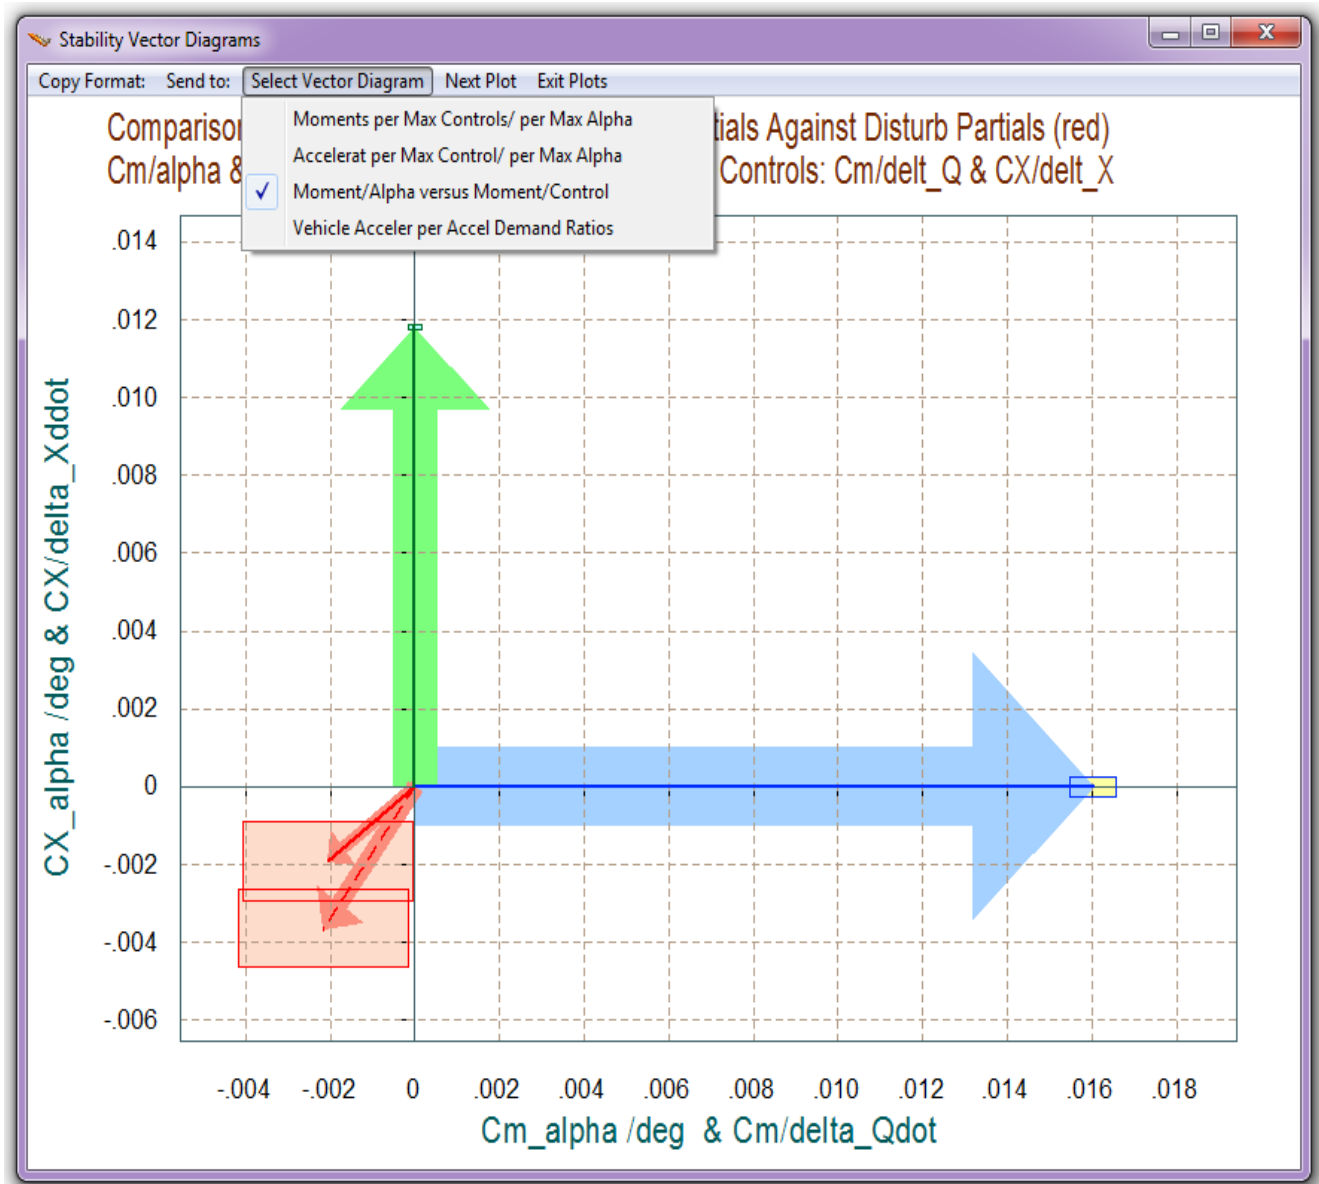 Stability Vector Diagrams
Copy Format: Send to: Select Vector Diagram Next Plot Exit Plots
Moments per Max Controls/ per Max Alpha
Accelerat per Max Control/ per Max Alpha
Moment/Alpha versus Moment/Control
Vehicle Acceler per Accel Demand Ratios
Against Disturb Partials (red)
Cm/alpha & Controls: Cm/delt_Q & CX/delt_X
.014
.012
.010
.008
.006
.004
.002
0
-.002
-.004
-.006
CX_alpha /deg & CX/delta_Xddot
-.004 -.002 0 .002 .004 .006 .008 .010 .012 .014 .016 .018
Cm_alpha /deg & Cm/delta_Qdot